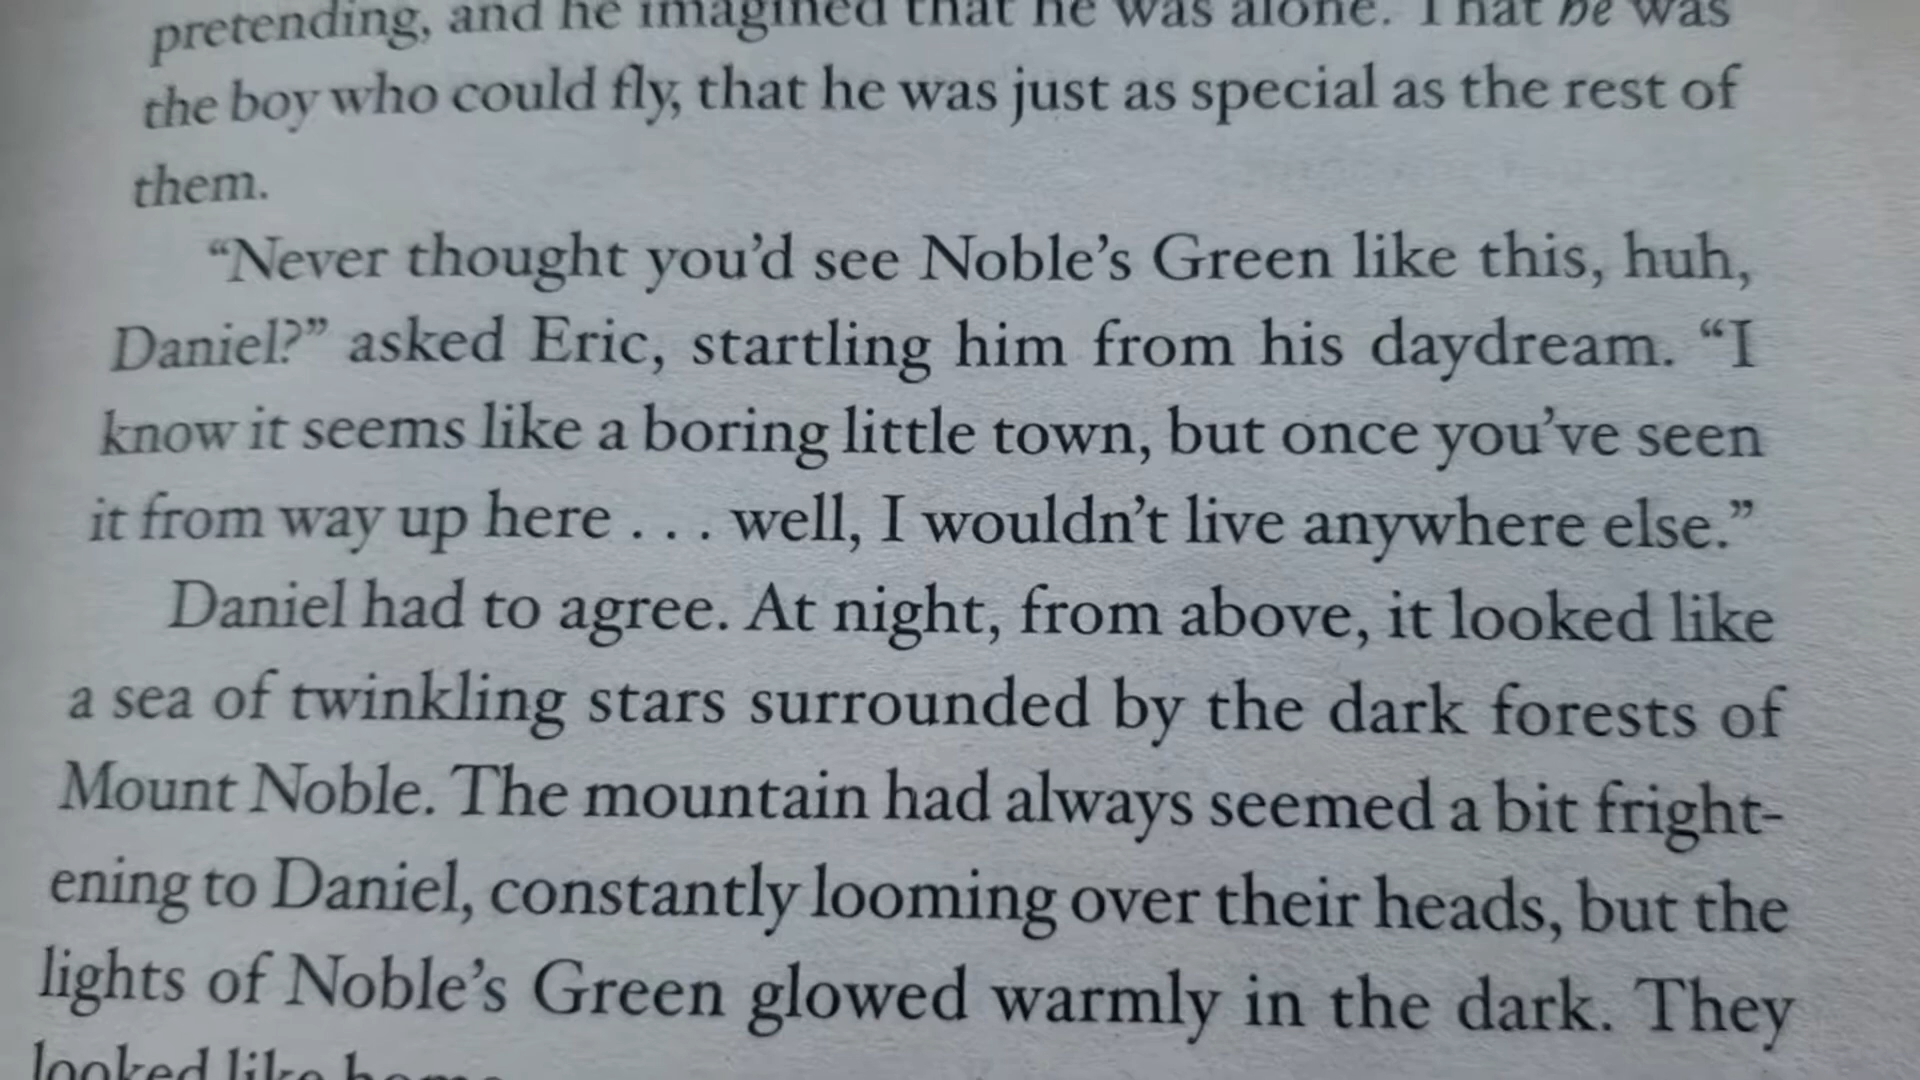 pretending, and he imagined that he was alone. That he was
the boy who could fly, that he was just as special as the rest of
them.
“Never thought you’d see Noble’s Green like this, huh,
Daniel?” asked Eric, startling him from his daydream. “I
know it seems like a boring little town, but once you’ve seen
it from way up here . . . well, I wouldn’t live anywhere else.”
Daniel had to agree. At night, from above, it looked like
a sea of twinkling stars surrounded by the dark forests of
Mount Noble. The mountain had always seemed a bit fright-
ening to Daniel, constantly looming over their heads, but the
lights of Noble’s Green glowed warmly in the dark. They
looked like home